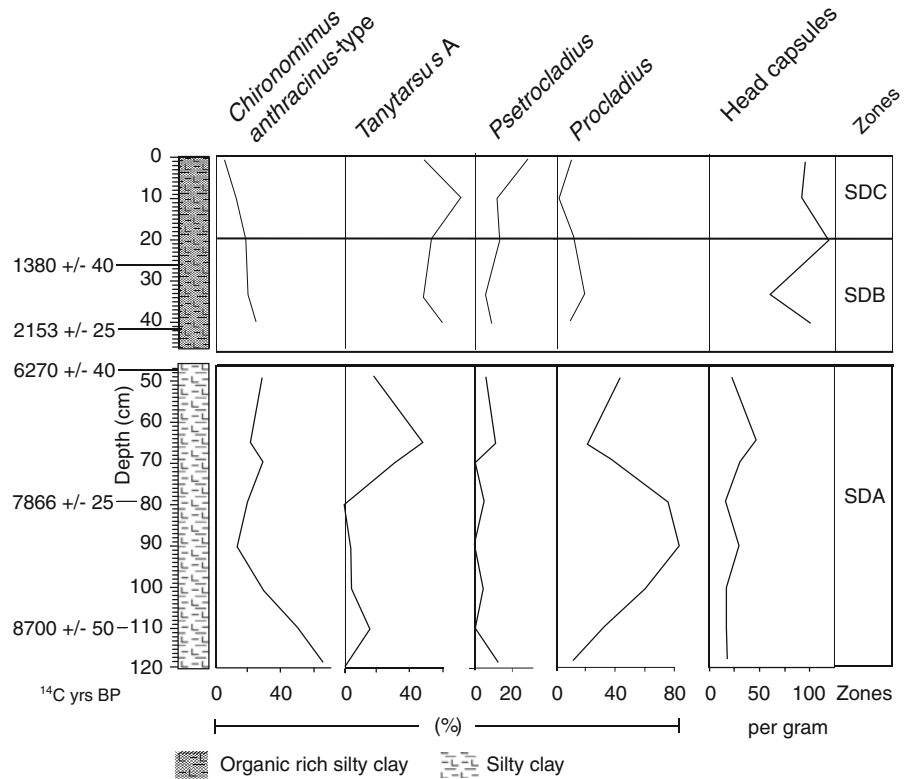 Chironomimus
anthracinus-type
Tanytarsu s A
Psetrocladius
Procladius
Head capsules
Zones
0
10
20
30
40
50
60
70
80
90
100
110
120
Depth (cm)
1380 +/- 40
2153 +/- 25
6270 +/- 40
7866 +/- 25
8700 +/- 50
SDC
SDB
SDA
14C yrs BP
0 40 0 40 0 20 0 40 80 0 50 100 Zones
(%)
per gram
Organic rich silty clay
Silty clay